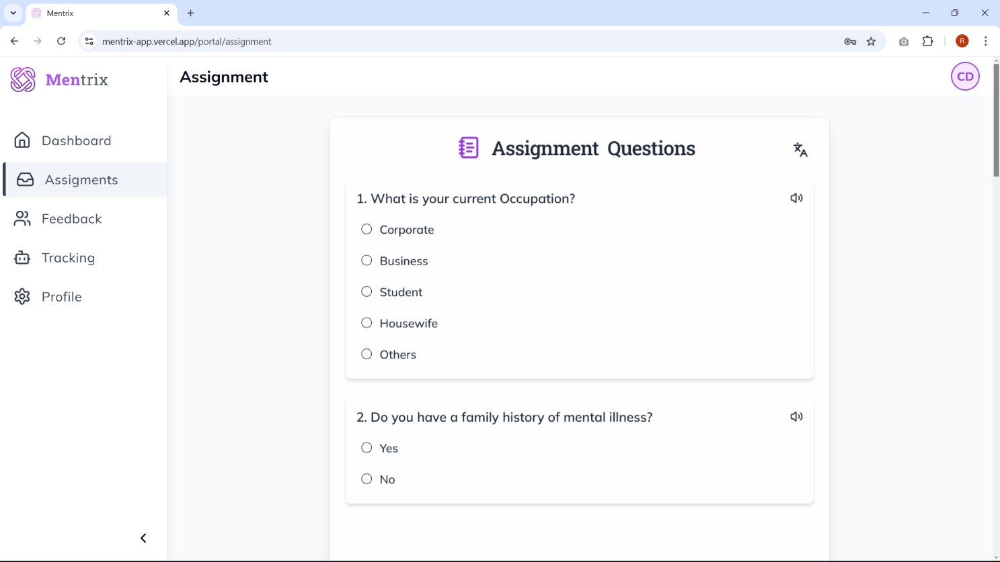 Mentrix
mentrix-app.vercel.app/portal/assignment
R
Mentrix
Assignment
CD
Dashboard
Assigments
Feedback
Tracking
Profile
Assignment Questions
1. What is your current Occupation?
Corporate
Business
Student
Housewife
Others
2. Do you have a family history of mental illness?
Yes
No